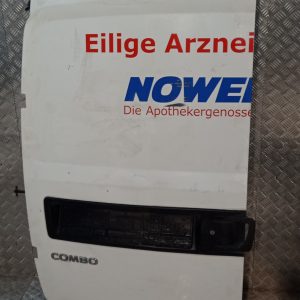 Eilige Arznei
NOWE
Die Apothekergenosse
COMBO